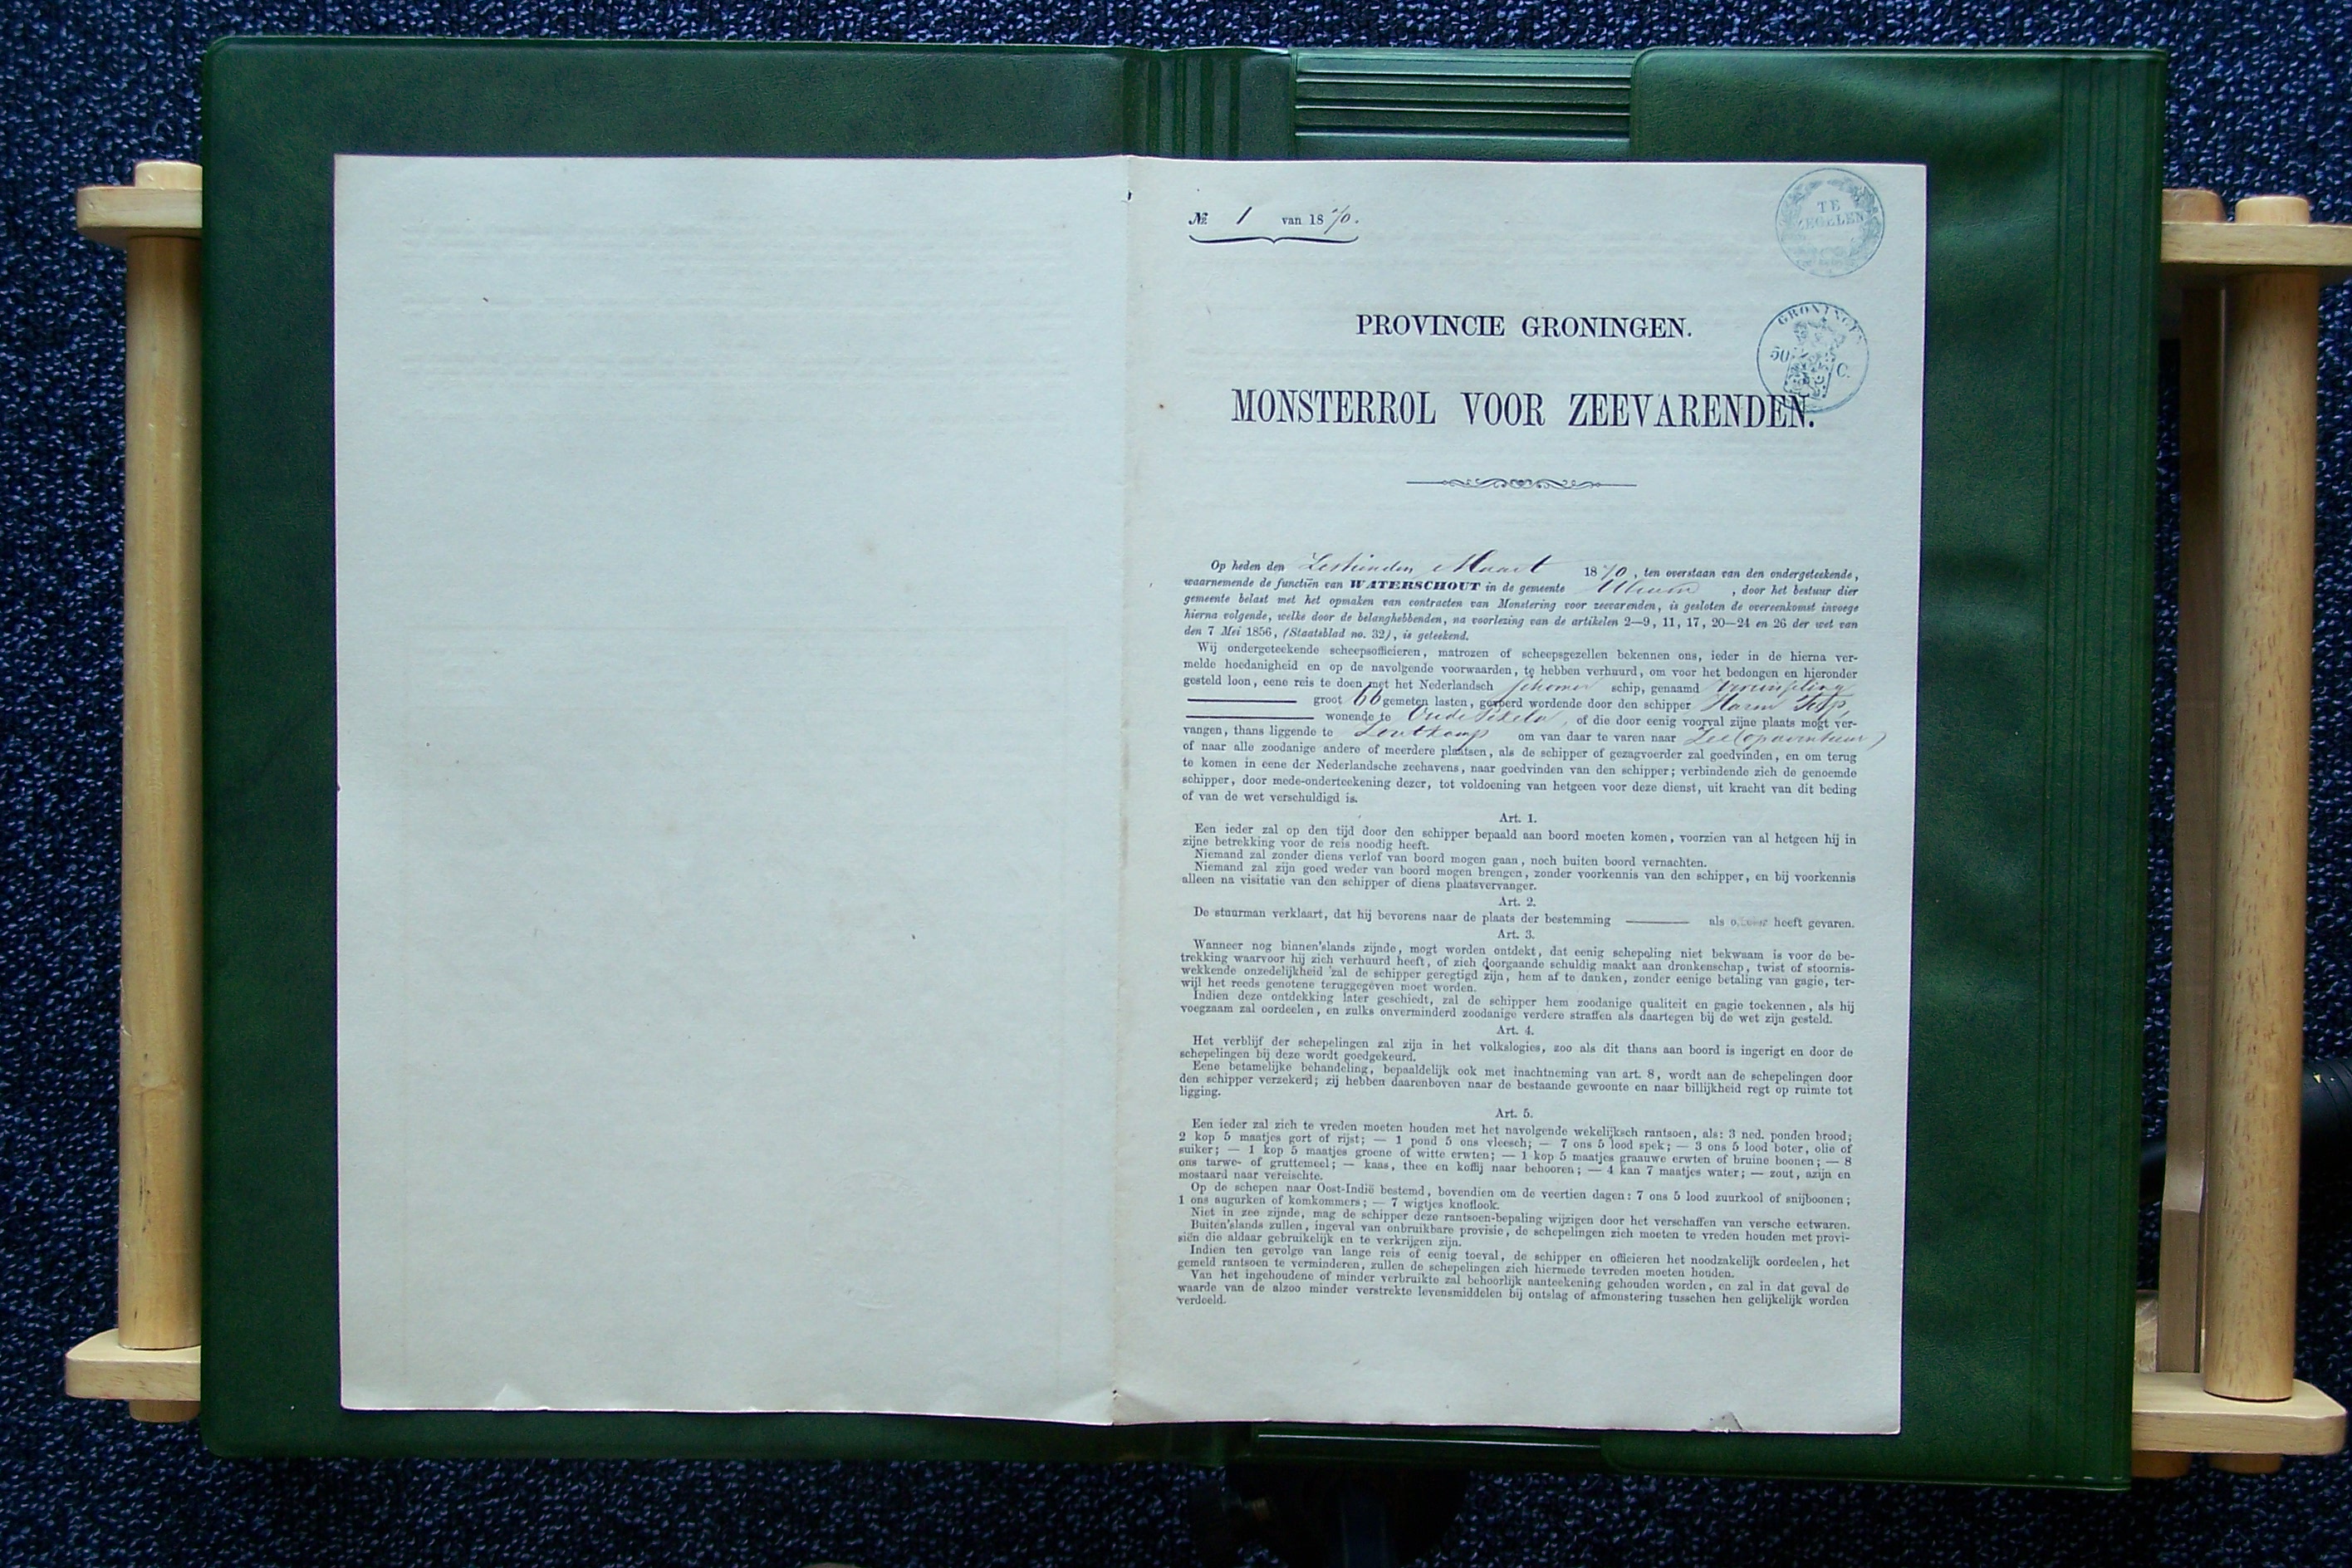 № 1 van 1870.
TE
ZEGELEN
GRONINGEN
50 C.
PROVINCIE GRONINGEN.
MONSTERROL VOOR ZEEVARENDEN.
Op heden den Zestienden Maart 1870, ten overstaan van den ondergeteekende,
waarnemende de functiën van WATERSCHOUT in de gemeente Ulrum, door het bestuur dier
gemeente belast met het opmaken van contracten van Monstering voor zeevarenden, is gesloten de overeenkomst invoege
hierna volgende, welke door de belanghebbenden, na voorlezing van de artikelen 2—9, 11, 17, 20—24 en 26 der wet van
den 7 Mei 1856, (Staatsblad no. 32), is geteekend.
Wij ondergeteekende scheepsofficieren, matrozen of scheepsgezellen bekennen ons, ieder in de hierna ver-
melde hoedanigheid en op de navolgende voorwaarden, te hebben verhuurd, om voor het bedongen en hieronder
gesteld loon, eene reis te doen met het Nederlandsch schoener schip, genaamd
groot 66 gemeten lasten, gevoerd wordende door den schipper Harm
wonende te Oude Pekela, of die door eenig voorval zijne plaats mogt ver-
vangen, thans liggende te Zoutkamp om van daar te varen naar Zee (op avontuur)
of naar alle zoodanige andere of meerdere plaatsen, als de schipper of gezagvoerder zal goedvinden, en om terug
te komen in eene der Nederlandsche zeehavens, naar goedvinden van den schipper; verbindende zich de genoemde
schipper, door mede-onderteekening dezer, tot voldoening van hetgeen voor deze dienst, uit kracht van dit beding
of van de wet verschuldigd is.
Art. 1.
Een ieder zal op den tijd door den schipper bepaald aan boord moeten komen, voorzien van al hetgeen hij in
zijne betrekking voor de reis noodig heeft.
Niemand zal zonder diens verlof van boord mogen gaan, noch buiten boord vernachten.
Niemand zal zijn goed weder van boord mogen brengen, zonder voorkennis van den schipper, en bij voorkennis
alleen na visitatie van den schipper of diens plaatsvervanger.
Art. 2.
De stuurman verklaart, dat hij bevorens naar de plaats der bestemming als heeft gevaren.
Art. 3.
Wanneer nog binnen'slands zijnde, mogt worden ontdekt, dat eenig schepeling niet bekwaam is voor de be-
trekking waarvoor hij zich verhuurd heeft, of zich doorgaande schuldig maakt aan dronkenschap, twist of stoornis-
wekkende onzedelijkheid zal de schipper geregtigd zijn, hem af te danken, zonder eenige betaling van gagie, ter-
wijl het reeds genotene teruggegeven moet worden.
Indien deze ontdekking later geschiedt, zal de schipper hem zoodanige qualiteit en gagie toekennen, als hij
voegzaam zal oordeelen, en zulks onverminderd zoodanige verdere straffen als daartegen bij de wet zijn gesteld.
Art. 4.
Het verblijf der schepelingen zal zijn in het volkslogies, zoo als dit thans aan boord is ingerigt en door de
schepelingen bij deze wordt goedgekeurd.
Eene betamelijke behandeling, bepaaldelijk ook met inachtneming van art. 8, wordt aan de schepelingen door
den schipper verzekerd; zij hebben daarenboven naar de bestaande gewoonte en naar billijkheid regt op ruimte tot
ligging.
Art. 5.
Een ieder zal zich te vreden moeten houden met het navolgende wekelijksch rantsoen, als: 3 ned. ponden brood;
2 kop 5 maatjes gort of rijst; — 1 pond 5 ons vleesch; — 7 ons 5 lood spek; — 3 ons 5 lood boter, olie of
suiker; — 1 kop 5 maatjes groene of witte erwten; — 1 kop 5 maatjes graauwe erwten of bruine boonen; — 8
ons tarwe- of gruttemeel; — kaas, thee en koffij naar behooren; — 4 kan 7 maatjes water; — zout, azijn en
mostaard naar vereischte.
Op de schepen naar Oost-Indië bestemd, bovendien om de veertien dagen: 7 ons 5 lood zuurkool of snijboonen;
1 ons augurken of komkommers; — 7 wigtjes knoflook.
Niet in zee zijnde, mag de schipper deze rantsoen-bepaling wijzigen door het verschaffen van versche eetwaren.
Buiten'slands zullen, ingeval van onbruikbare provisie, de schepelingen zich moeten te vreden houden met provi-
siën die aldaar gebruikelijk en te verkrijgen zijn.
Indien ten gevolge van lange reis of eenig toeval, de schipper en officieren het noodzakelijk oordeelen, het
gemeld rantsoen te verminderen, zullen de schepelingen zich hiermede tevreden moeten houden.
Van het ingehoudene of minder verbruikte zal behoorlijk aanteekening gehouden worden, en zal in dat geval de
waarde van de alzoo minder verstrekte levensmiddelen bij ontslag of afmonstering tusschen hen gelijkelijk worden
verdeeld.